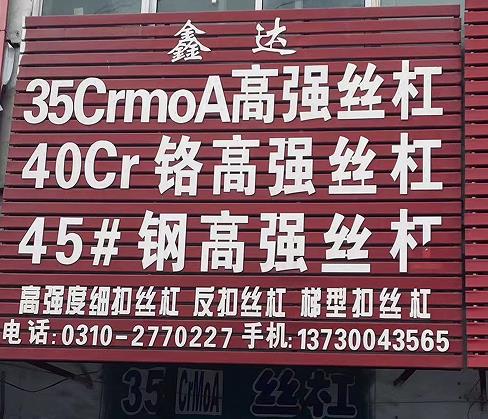 鑫达
35CrmoA高强丝杠
40Cr 铬高强丝杠
45#钢高强丝杠
高强度细扣丝杠 反扣丝杠 梯型扣丝杠
电话:0310-2770227 手机:13730043565
35 CrMoA 丝杠